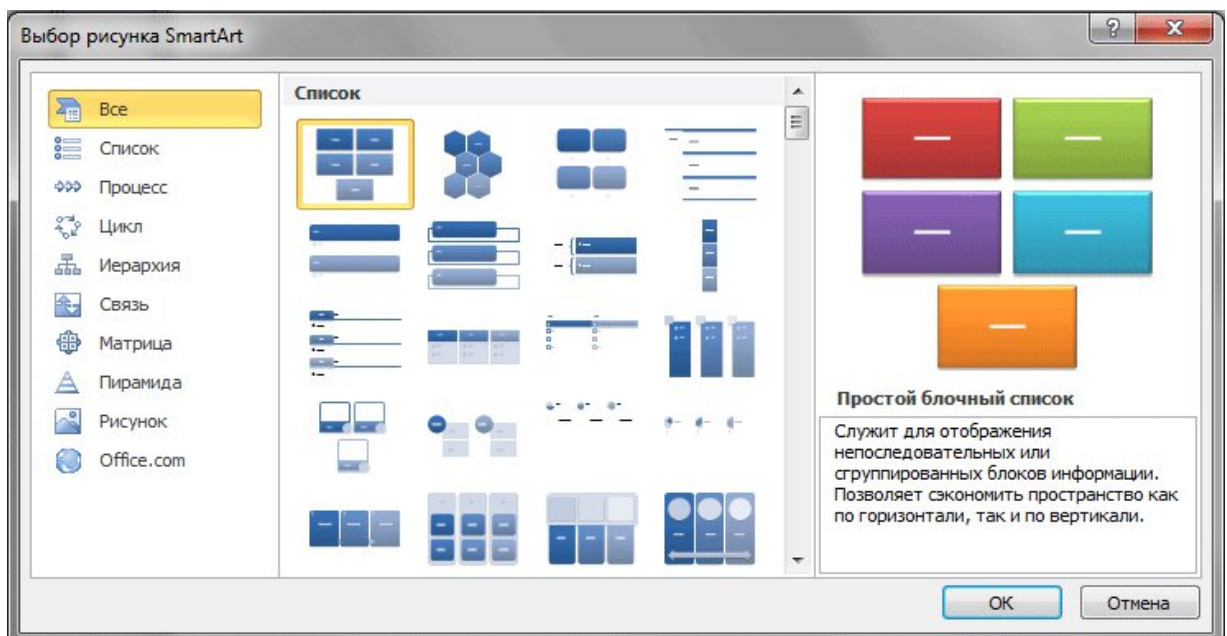 Выбор рисунка SmartArt
Все
Список
Процесс
Цикл
Иерархия
Связь
Матрица
Пирамида
Рисунок
Office.com
Список
Простой блочный список
Служит для отображения
непоследовательных или
сгруппированных блоков информации.
Позволяет сэкономить пространство как
по горизонтали, так и по вертикали.
ОК
Отмена